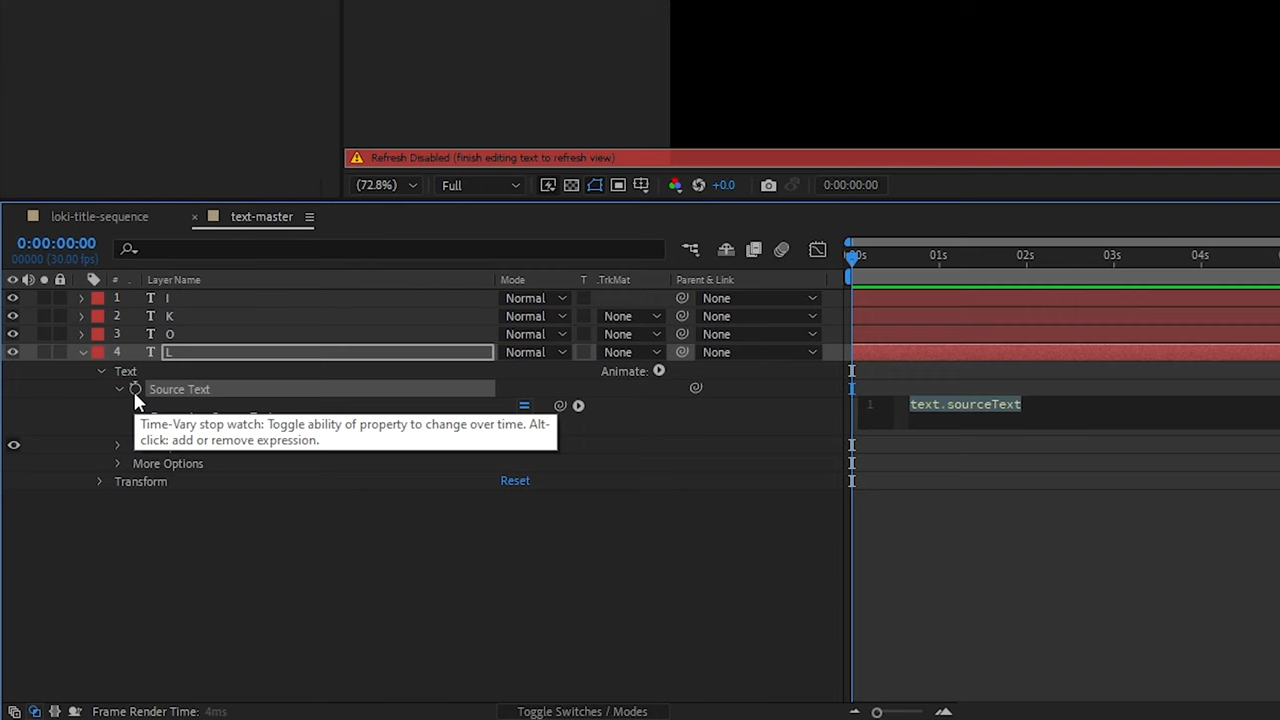 Refresh Disabled (finish editing text to refresh view)
(72.8%) Full +0.0 0:00:00:00
loki-title-sequence × text-master
0:00:00:00
00000 (30.00 fps)
00s 01s 02s 03s 04s
# . Layer Name Mode T .TrkMat Parent & Link
1 T I Normal None
2 T K Normal None None
3 T O Normal None None
4 T L Normal None None
Text Animate:
Source Text
1 text.sourceText
Time-Vary stop watch: Toggle ability of property to change over time. Alt-
click: add or remove expression.
More Options
Transform Reset
Frame Render Time: 4ms Toggle Switches / Modes